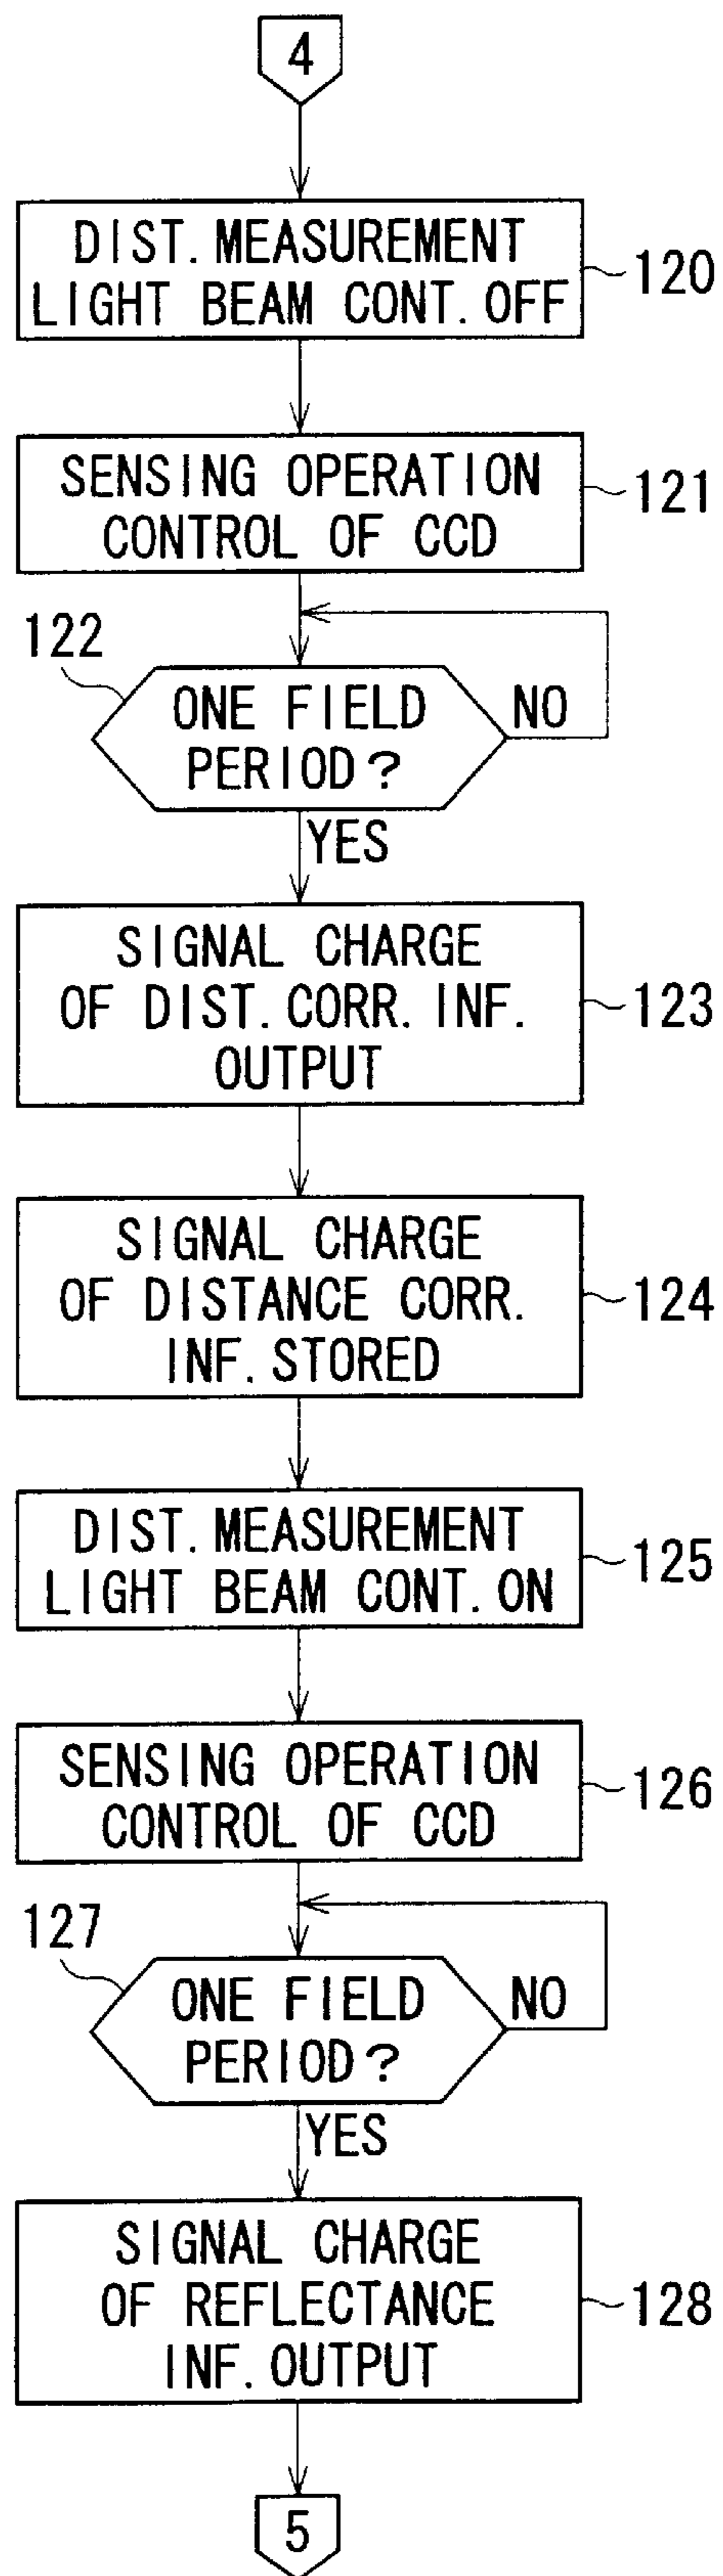 4
DIST. MEASUREMENT
LIGHT BEAM CONT. OFF
120
SENSING OPERATION
CONTROL OF CCD
121
122
ONE FIELD
PERIOD?
NO
YES
SIGNAL CHARGE
OF DIST. CORR. INF.
OUTPUT
123
SIGNAL CHARGE
OF DISTANCE CORR.
INF. STORED
124
DIST. MEASUREMENT
LIGHT BEAM CONT. ON
125
SENSING OPERATION
CONTROL OF CCD
126
127
ONE FIELD
PERIOD?
NO
YES
SIGNAL CHARGE
OF REFLECTANCE
INF. OUTPUT
128
5